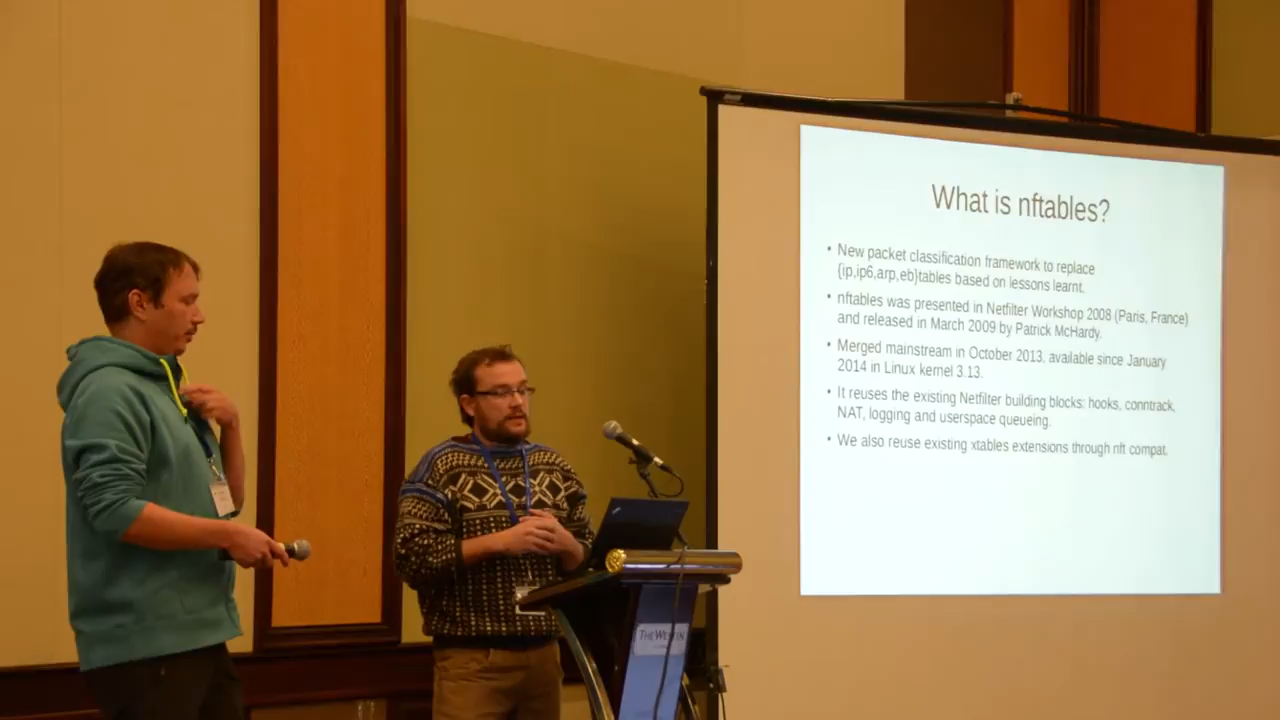 What is nftables?
• New packet classification framework to replace
{ip,ip6,arp,eb}tables based on lessons learnt.
• nftables was presented in Netfilter Workshop 2008 (Paris, France)
and released in March 2009 by Patrick McHardy.
• Merged mainstream in October 2013, available since January
2014 in Linux kernel 3.13.
• It reuses the existing Netfilter building blocks: hooks, conntrack,
NAT, logging and userspace queueing.
• We also reuse existing xtables extensions through nft compat.
THE WESTIN